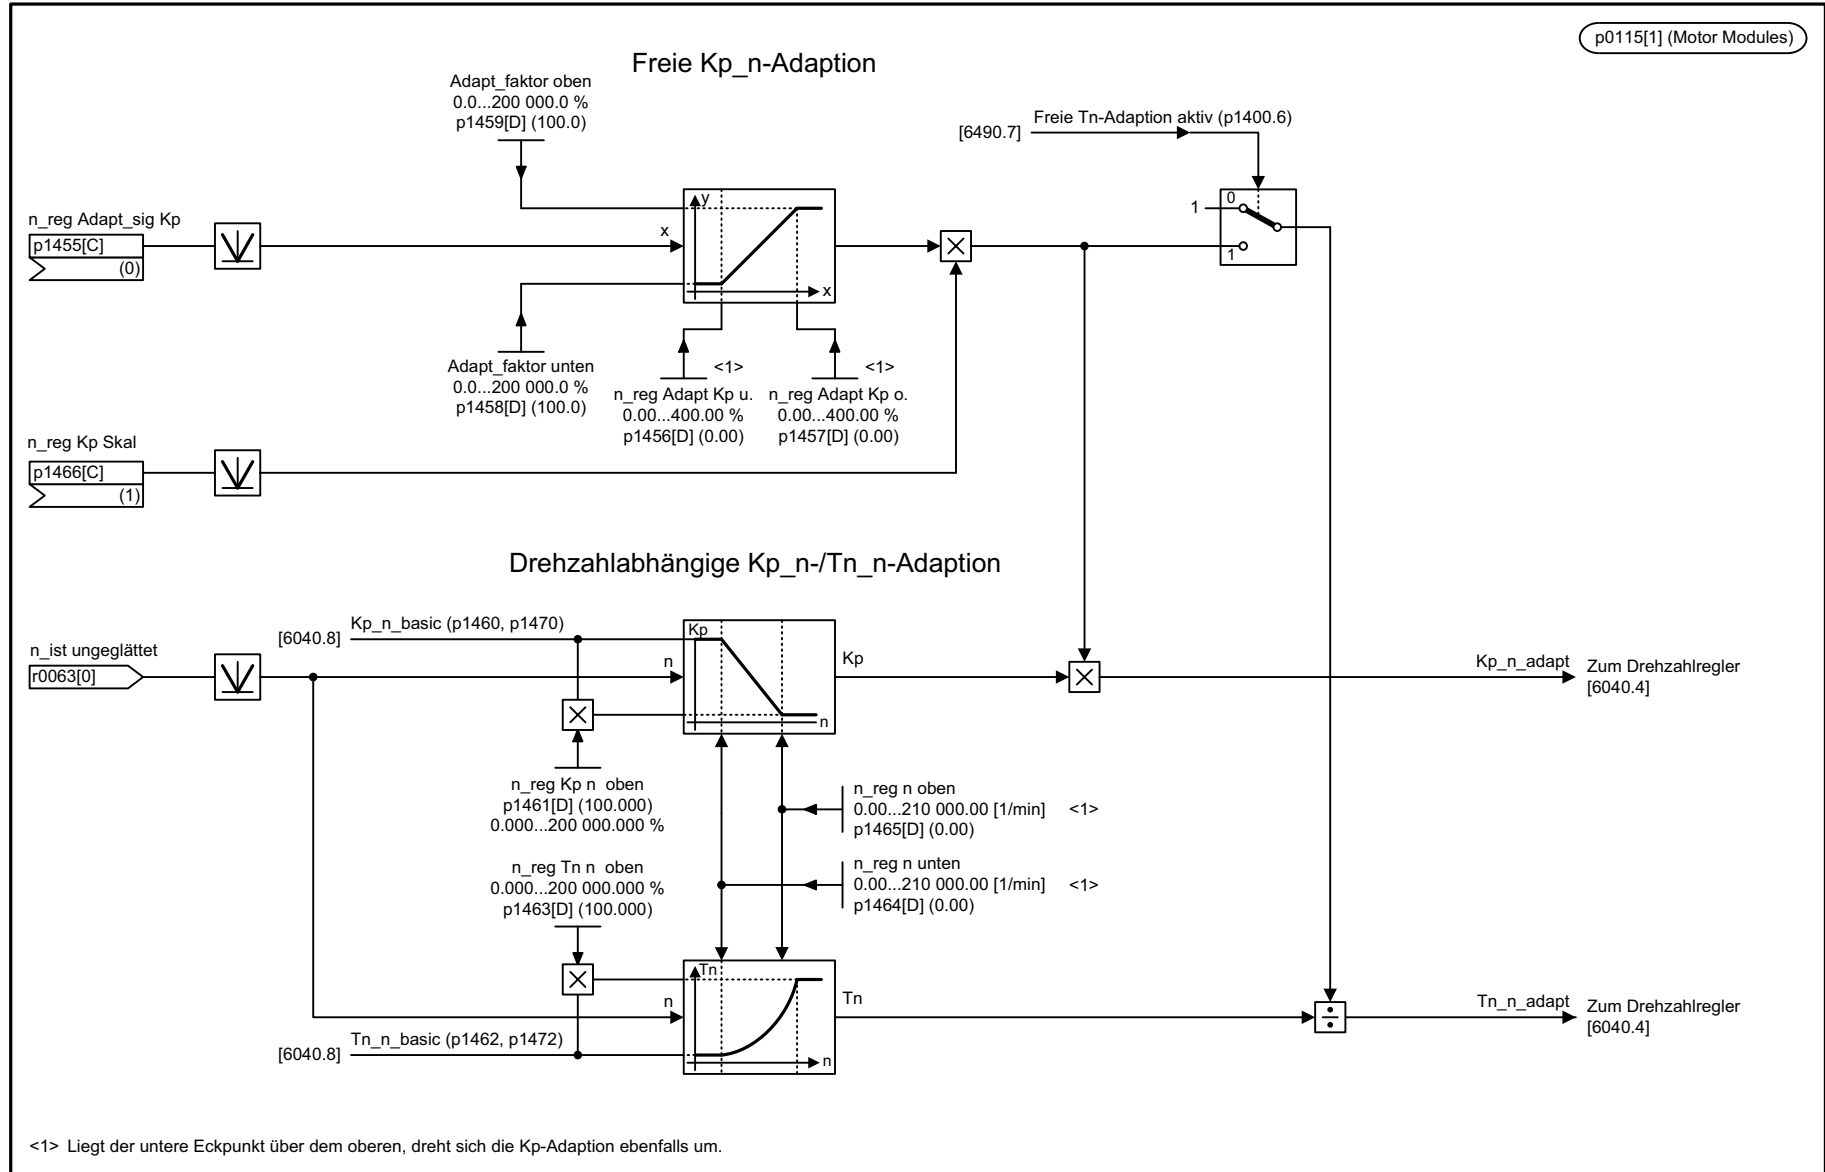 p0115[1] (Motor Modules)
Freie Kp_n-Adaption
Adapt_faktor oben
0.0...200 000.0 %
p1459[D] (100.0)
Freie Tn-Adaption aktiv (p1400.6)
[6490.7]
n_reg Adapt_sig Kp
p1455[C]
(0)
x
y
x
1
0
1
Adapt_faktor unten
0.0...200 000.0 %
p1458[D] (100.0)
<1>
n_reg Adapt Kp u.
0.00...400.00 %
p1456[D] (0.00)
<1>
n_reg Adapt Kp o.
0.00...400.00 %
p1457[D] (0.00)
n_reg Kp Skal
p1466[C]
(1)
Drehzahlabhängige Kp_n-/Tn_n-Adaption
[6040.8]
Kp_n_basic (p1460, p1470)
n_ist ungeglättet
r0063[0]
n
Kp
n
Kp
Kp_n_adapt
Zum Drehzahlregler
[6040.4]
n_reg Kp n oben
p1461[D] (100.000)
0.000...200 000.000 %
n_reg n oben
0.00...210 000.00 [1/min]
<1>
p1465[D] (0.00)
n_reg Tn n oben
0.000...200 000.000 %
p1463[D] (100.000)
n_reg n unten
0.00...210 000.00 [1/min]
<1>
p1464[D] (0.00)
n
Tn
n
Tn
Tn_n_adapt
Zum Drehzahlregler
[6040.4]
[6040.8]
Tn_n_basic (p1462, p1472)
<1> Liegt der untere Eckpunkt über dem oberen, dreht sich die Kp-Adaption ebenfalls um.